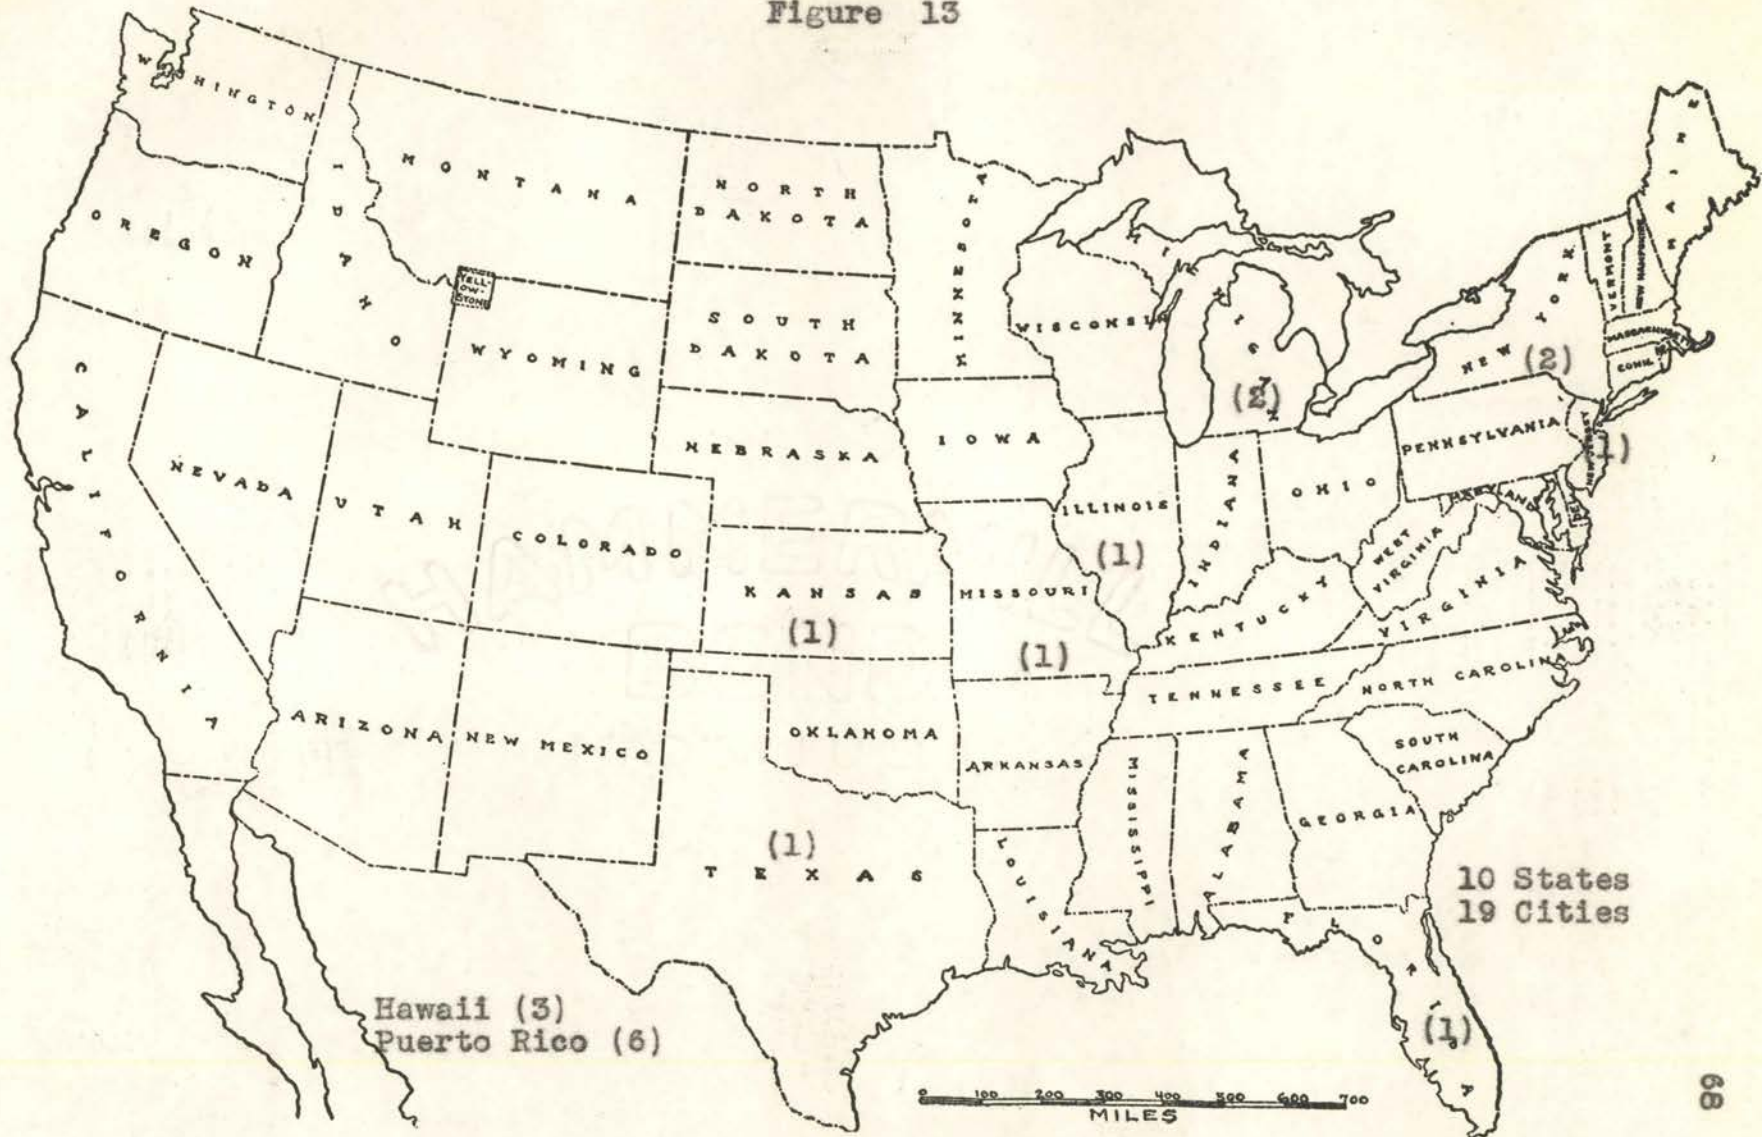 Figure 13
WASHINGTON
MONTANA
NORTH
DAKOTA
MINNESOTA
MAINE
OREGON
IDAHO
YELL-
OW-
STONE
WYOMING
SOUTH
DAKOTA
WISCONSIN
MICHIGAN
(2)
NEW YORK
(2)
VERMONT
NEW HAMPSHIRE
MASSACHUSETTS
CONN.
CALIFORNIA
NEVADA
UTAH
COLORADO
NEBRASKA
IOWA
ILLINOIS
(1)
INDIANA
OHIO
PENNSYLVANIA
NEW JERSEY
(1)
MARYLAND
DEL.
WEST
VIRGINIA
VIRGINIA
KANSAS
(1)
MISSOURI
(1)
KENTUCKY
TENNESSEE
NORTH CAROLINA
SOUTH
CAROLINA
ARIZONA
NEW MEXICO
OKLAHOMA
ARKANSAS
MISSISSIPPI
ALABAMA
GEORGIA
(1)
TEXAS
LOUISIANA
FLORIDA
(1)
10 States
19 Cities
Hawaii (3)
Puerto Rico (6)
0 100 200 300 400 500 600 700
MILES
68